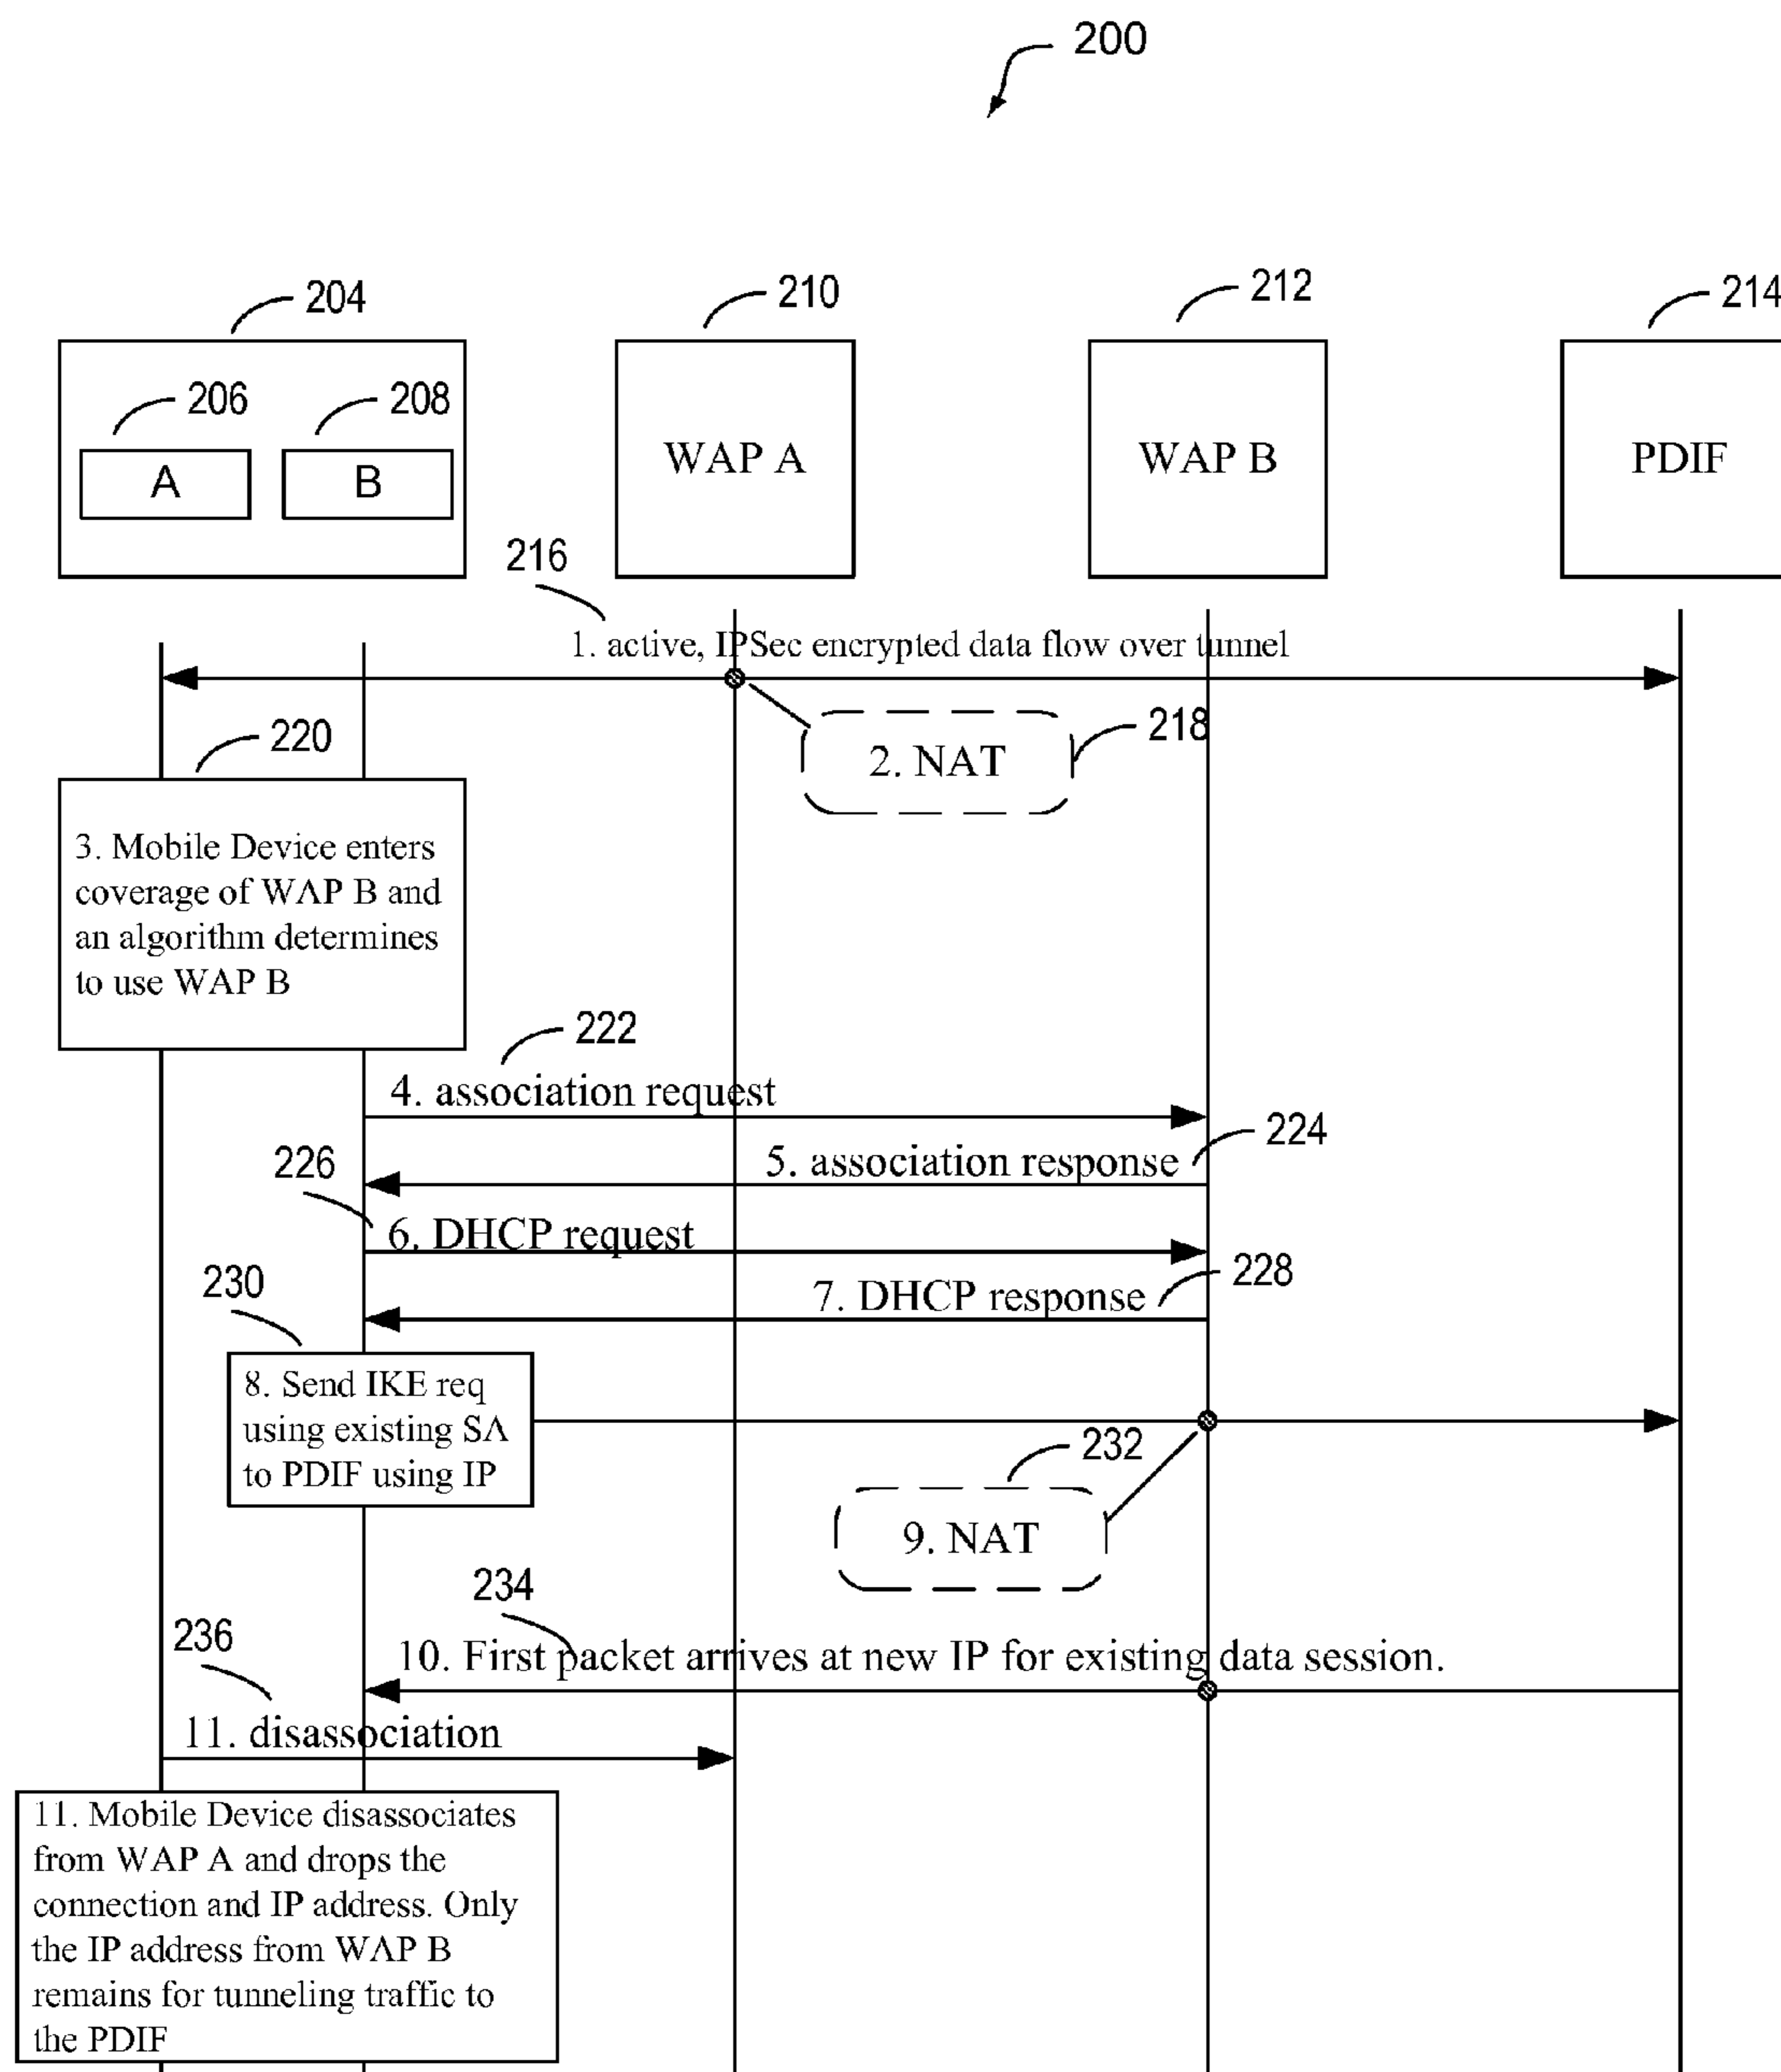 200
204
210
212
214
206
208
A
B
WAP A
WAP B
PDIF
216
1. active, IPSec encrypted data flow over tunnel
218
2. NAT
220
3. Mobile Device enters
coverage of WAP B and
an algorithm determines
to use WAP B
222
4. association request
224
5. association response
226
6. DHCP request
228
7. DHCP response
230
8. Send IKE req
using existing SA
to PDIF using IP
232
9. NAT
234
10. First packet arrives at new IP for existing data session.
236
11. disassociation
11. Mobile Device disassociates
from WAP A and drops the
connection and IP address. Only
the IP address from WAP B
remains for tunneling traffic to
the PDIF